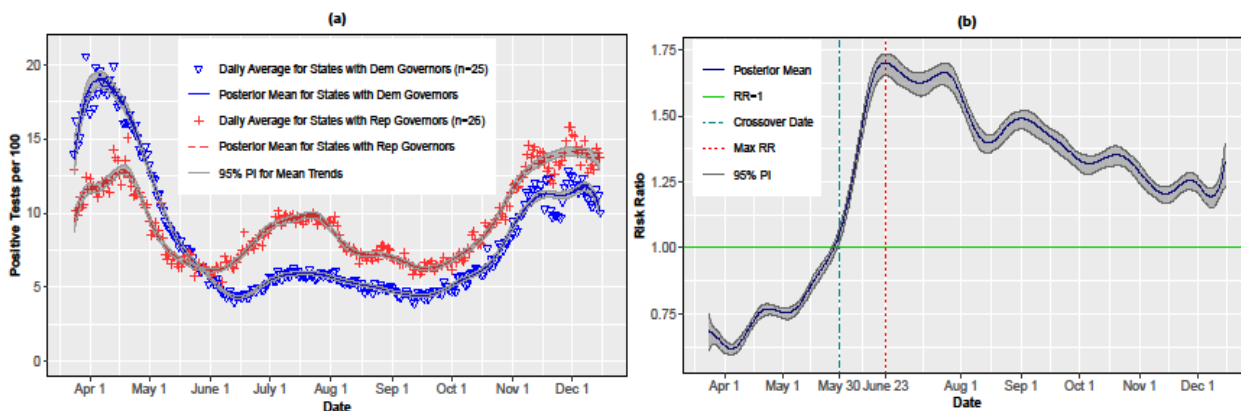 (a)
Positive Tests per 100
20
15
10
5
0
Daily Average for States with Dem Governors (n=25)
Posterior Mean for States with Dem Governors
Daily Average for States with Rep Governors (n=26)
Posterior Mean for States with Rep Governors
95% PI for Mean Trends
Apr 1 May 1 June 1 July 1 Aug 1 Sep 1 Oct 1 Nov 1 Dec 1
Date
(b)
Risk Ratio
1.75
1.50
1.25
1.00
0.75
Posterior Mean
RR=1
Crossover Date
Max RR
95% PI
Apr 1 May 1 May 30 June 23 Aug 1 Sep 1 Oct 1 Nov 1 Dec 1
Date